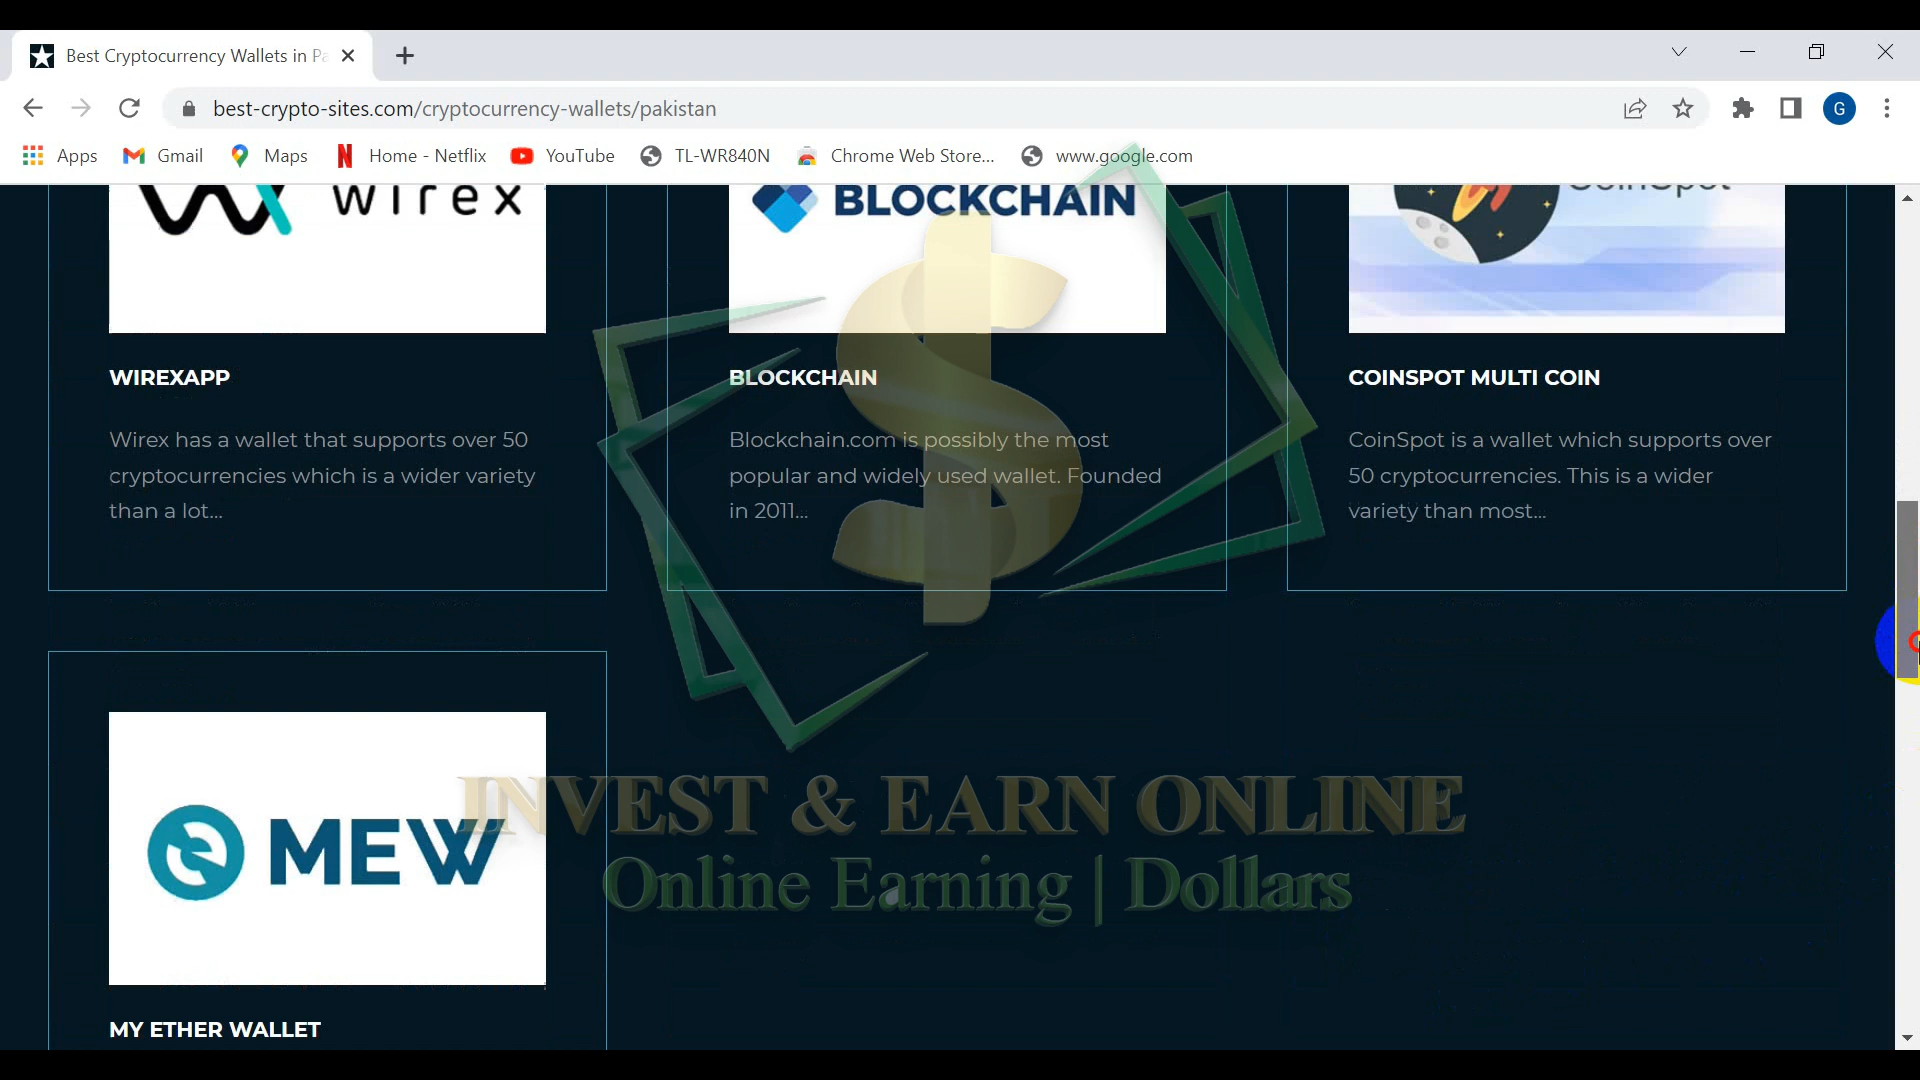 Best Cryptocurrency Wallets in Pa
best-crypto-sites.com/cryptocurrency-wallets/pakistan
G
Apps
Gmail
Maps
Home - Netflix
YouTube
TL-WR840N
Chrome Web Store...
www.google.com
wirex
BLOCKCHAIN
CoinSpot
WIREXAPP
BLOCKCHAIN
COINSPOT MULTI COIN
Wirex has a wallet that supports over 50
cryptocurrencies which is a wider variety
than a lot...
Blockchain.com is possibly the most
popular and widely used wallet. Founded
in 2011...
CoinSpot is a wallet which supports over
50 cryptocurrencies. This is a wider
variety than most...
$
INVEST & EARN ONLINE
Online Earning | Dollars
MEW
MY ETHER WALLET